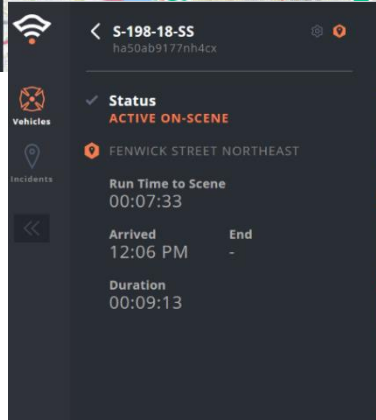 S-198-18-SS
ha50ab9177nh4cx
Vehicles
Incidents
Status
ACTIVE ON-SCENE
FENWICK STREET NORTHEAST
Run Time to Scene
00:07:33
Arrived End
12:06 PM -
Duration
00:09:13